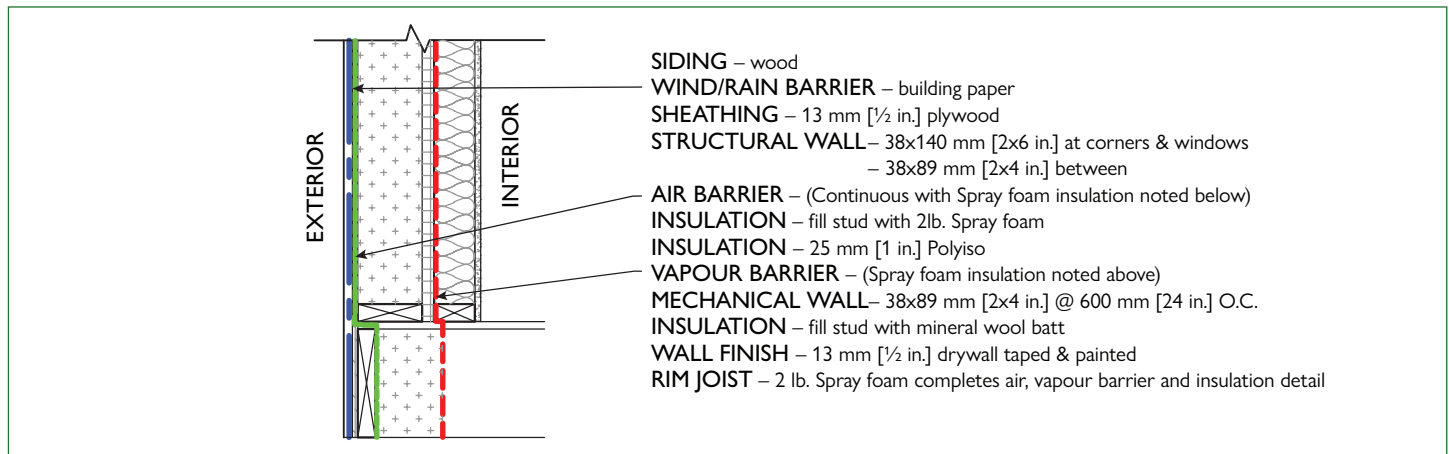 EXTERIOR
INTERIOR
SIDING – wood
WIND/RAIN BARRIER – building paper
SHEATHING – 13 mm [½ in.] plywood
STRUCTURAL WALL– 38x140 mm [2x6 in.] at corners & windows
– 38x89 mm [2x4 in.] between
AIR BARRIER – (Continuous with Spray foam insulation noted below)
INSULATION – fill stud with 2lb. Spray foam
INSULATION – 25 mm [1 in.] Polyiso
VAPOUR BARRIER – (Spray foam insulation noted above)
MECHANICAL WALL– 38x89 mm [2x4 in.] @ 600 mm [24 in.] O.C.
INSULATION – fill stud with mineral wool batt
WALL FINISH – 13 mm [½ in.] drywall taped & painted
RIM JOIST – 2 lb. Spray foam completes air, vapour barrier and insulation detail